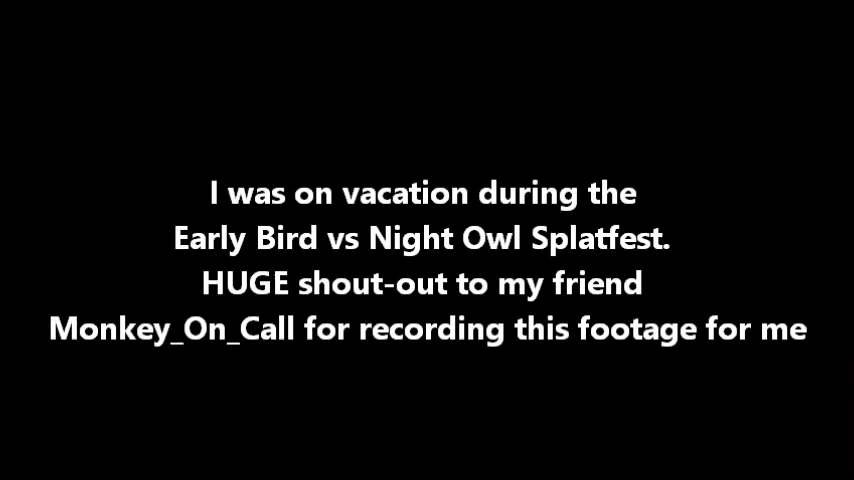 I was on vacation during the
Early Bird vs Night Owl Splatfest.
HUGE shout-out to my friend
Monkey_On_Call for recording this footage for me